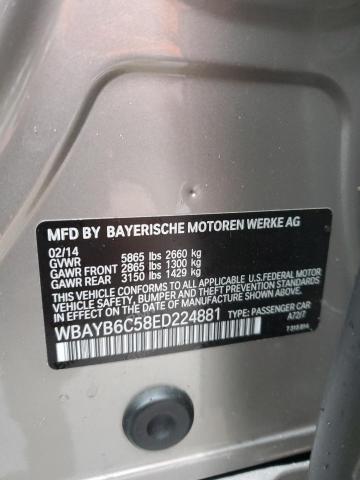 MFD BY BAYERISCHE MOTOREN WERKE AG
02/14
GVWR 5865 lbs 2660 kg
GAWR FRONT 2865 lbs 1300 kg
GAWR REAR 3150 lbs 1429 kg
THIS VEHICLE CONFORMS TO ALL APPLICABLE U.S. FEDERAL MOTOR
VEHICLE SAFETY, BUMPER, AND THEFT PREVENTION STANDARDS
IN EFFECT ON THE DATE OF MANUFACTURE SHOWN ABOVE.
WBAYB6C58ED224881 TYPE: PASSENGER CAR
A72/7